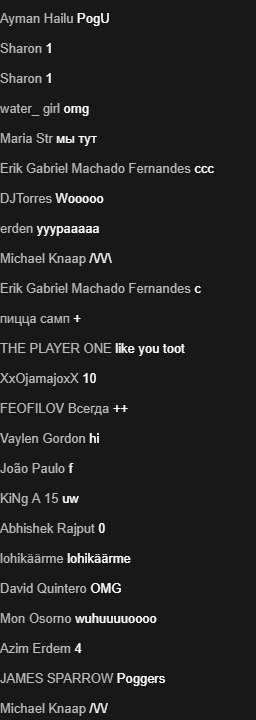 Ayman Hailu PogU
Sharon 1
Sharon 1
water_ girl omg
Maria Str мы тут
Erik Gabriel Machado Fernandes ccc
DJTorres Wooooo
erden yyypaaaaa
Michael Knaap /\/\/\
Erik Gabriel Machado Fernandes c
пицца самп +
THE PLAYER ONE like you toot
XxOjamajoxX 10
FEOFILOV Всегда ++
Vaylen Gordon hi
João Paulo f
KiNg A 15 uw
Abhishek Rajput 0
lohikäärme lohikäärme
David Quintero OMG
Mon Osorno wuhuuuuoooo
Azim Erdem 4
JAMES SPARROW Poggers
Michael Knaap /\/\/